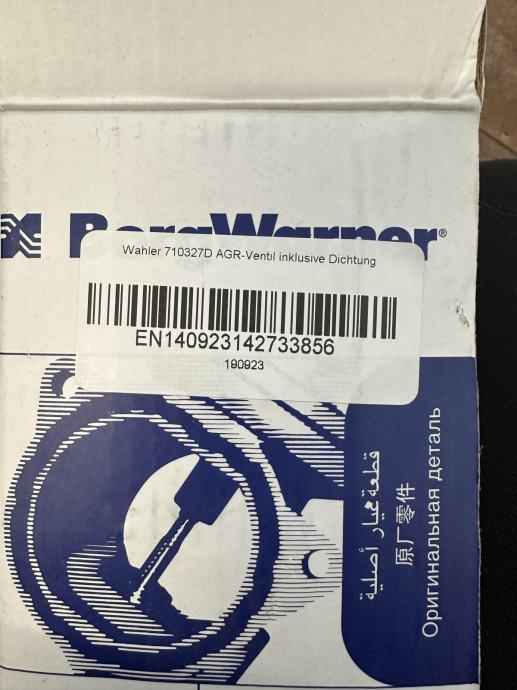 BorgWarner®
Wahler 710327D AGR-Ventil inklusive Dichtung
EN140923142733856
190923
قطعة غيار أصلية
原厂零件
Оригинальная деталь